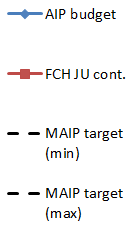 AIP budget
FCH JU cont.
MAIP target
(min)
MAIP target
(max)